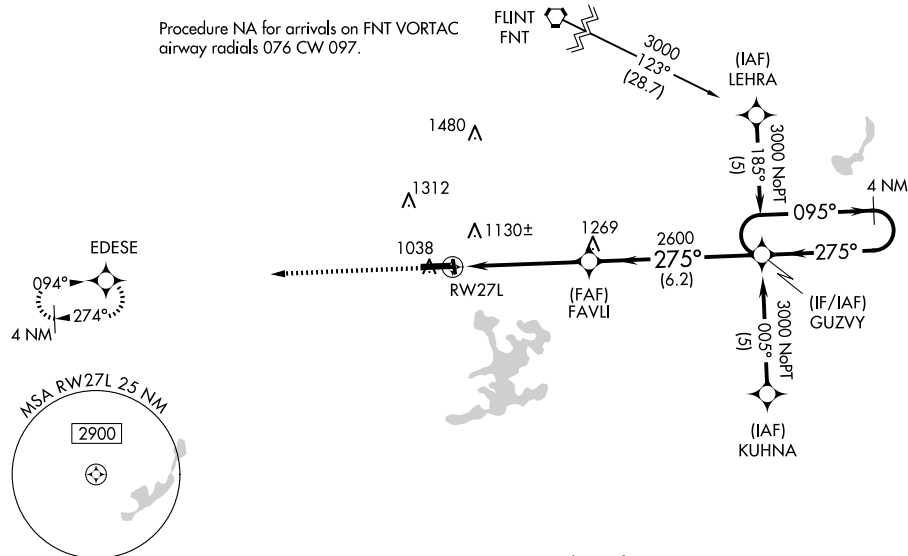 Procedure NA for arrivals on FNT VORTAC
airway radials 076 CW 097.
FLINT
FNT
3000
123°
(28.7)
(IAF)
LEHRA
3000 NoPT
185°
(5)
4 NM
095°
275°
1480
1312
1130±
1269
1038
2600
275°
(6.2)
RW27L
(FAF)
FAVLI
(IF/IAF)
GUZVY
3000 NoPT
005°
(5)
(IAF)
KUHNA
EDESE
094°
274°
4 NM
MSA RW27L 25 NM
2900